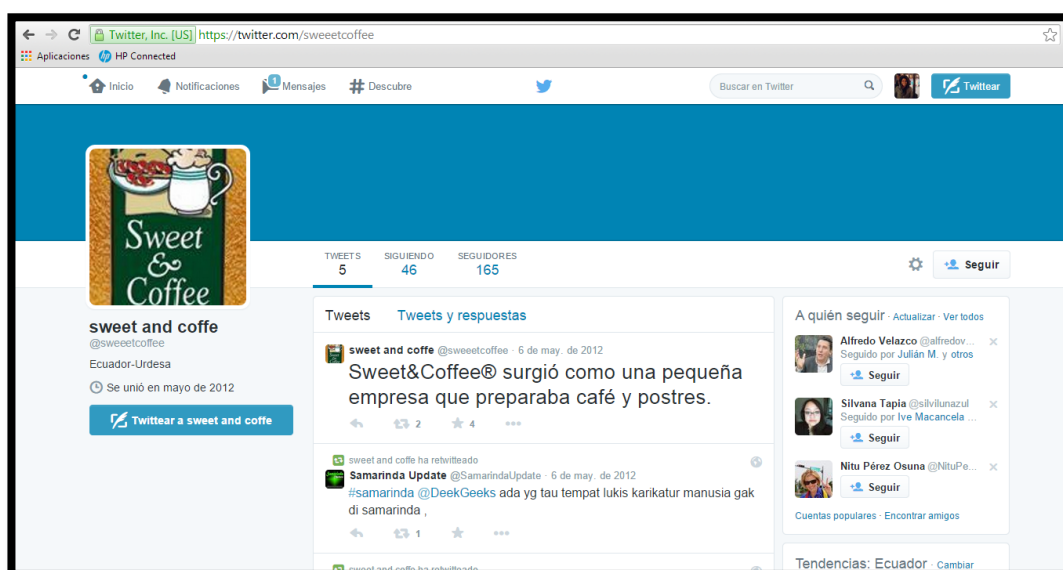 Twitter, Inc. [US] https://twitter.com/sweeetcoffee
Aplicaciones HP Connected
Inicio Notificaciones 1 Mensajes Descubre Buscar en Twitter Twittear
Sweet
&
Coffee
TWEETS SIGUIENDO SEGUIDORES
5 46 165
Seguir
sweet and coffe
@sweeetcoffee
Ecuador-Urdesa
Se unió en mayo de 2012
Twittear a sweet and coffe
Tweets Tweets y respuestas
sweet and coffe @sweeetcoffee · 6 de may. de 2012
Sweet&Coffee® surgió como una pequeña
empresa que preparaba café y postres.
2 4
sweet and coffe ha retwitteado
Samarinda Update @SamarindaUpdate · 6 de may. de 2012
#samarinda @DeekGeeks ada yg tau tempat lukis karikatur manusia gak
di samarinda ,
1
sweet and coffe ha retwitteado
A quién seguir · Actualizar · Ver todos
Alfredo Velazco @alfredov...
Seguido por Julián M. y otros
Seguir
Silvana Tapia @silvilunazul
Seguido por Ive Macancela ...
Seguir
Nitu Pérez Osuna @NituPe...
Seguir
Cuentas populares · Encontrar amigos
Tendencias: Ecuador · Cambiar